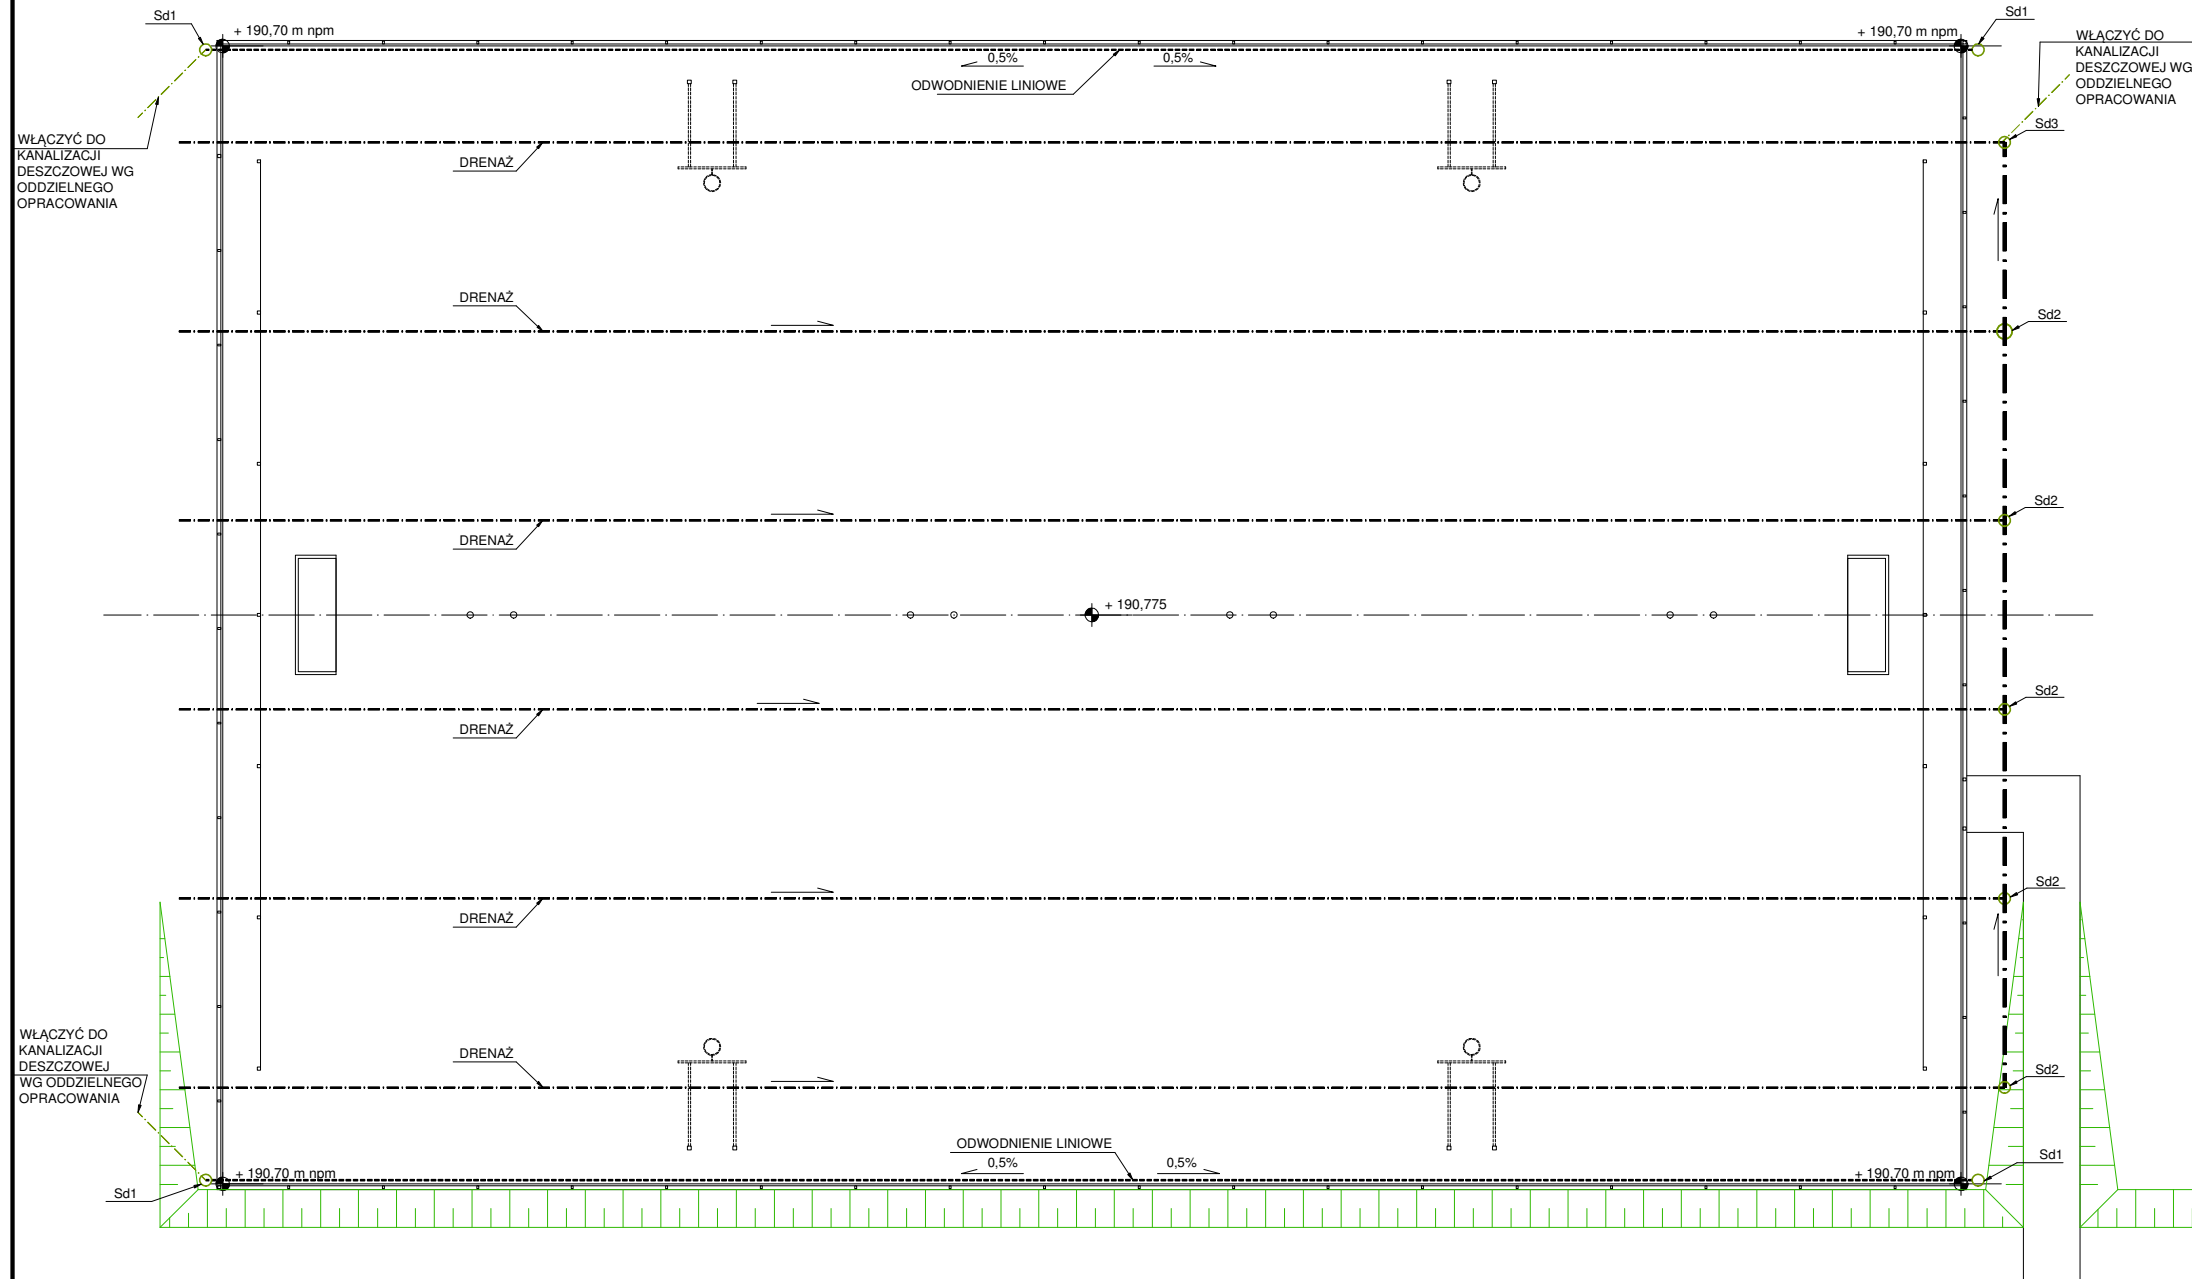 Sd1
+ 190,70 m npm
+ 190,70 m npm
Sd1
WŁĄCZYĆ DO
KANALIZACJI
DESZCZOWEJ WG
ODDZIELNEGO
OPRACOWANIA
0,5%
0,5%
ODWODNIENIE LINIOWE
Sd3
WŁĄCZYĆ DO
KANALIZACJI
DESZCZOWEJ WG
ODDZIELNEGO
OPRACOWANIA
DRENAŻ
DRENAŻ
Sd2
Sd2
DRENAŻ
+ 190,775
Sd2
DRENAŻ
Sd2
DRENAŻ
WŁĄCZYĆ DO
KANALIZACJI
DESZCZOWEJ
WG ODDZIELNEGO
OPRACOWANIA
DRENAŻ
Sd2
ODWODNIENIE LINIOWE
0,5%
0,5%
Sd1
+ 190,70 m npm
+ 190,70 m npm
Sd1